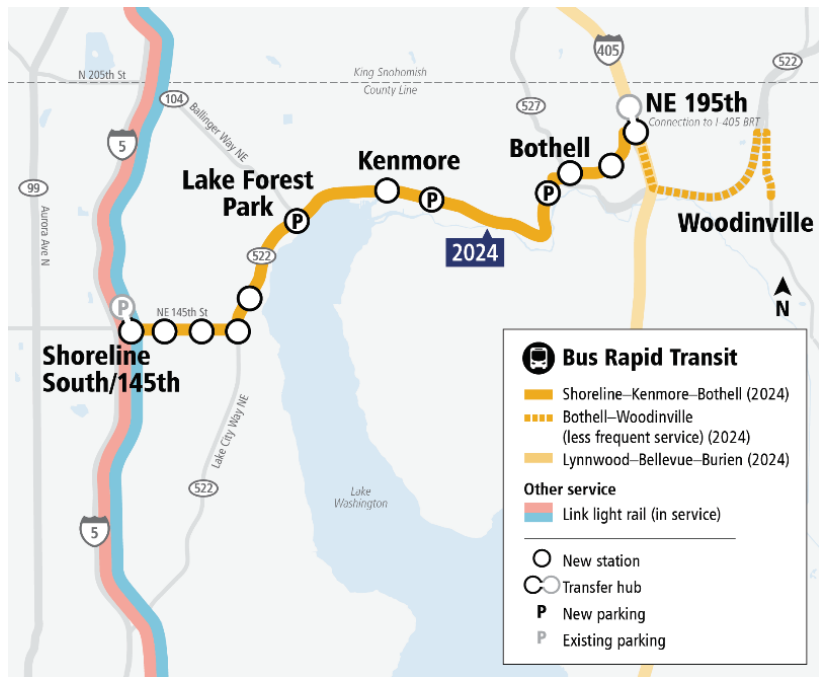 N 205th St
King Snohomish
County Line
405
522
104
Ballinger Way NE
527
NE 195th
Connection to I-405 BRT
5
Bothell
Kenmore
Lake Forest
Park
P
P
P
99
Aurora Ave N
Woodinville
522
2024
N
P
NE 145th St
Shoreline
South/145th
Lake City Way NE
522
Lake
Washington
5
Bus Rapid Transit
Shoreline–Kenmore–Bothell (2024)
Bothell–Woodinville
(less frequent service) (2024)
Lynnwood–Bellevue–Burien (2024)
Other service
Link light rail (in service)
New station
Transfer hub
P New parking
P Existing parking